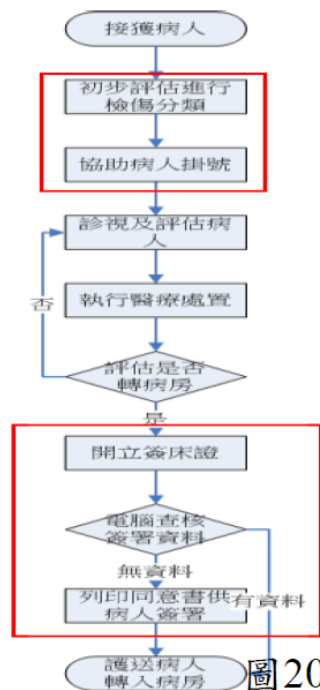 接獲病人
初步評估進行
檢傷分類
協助病人掛號
診視及評估病
人
執行醫療處置
否
評估是否
轉病房
是
開立簽床證
電腦查核
簽署資料
無資料
列印同意書供
病人簽署
有資料
護送病人
轉入病房
圖20